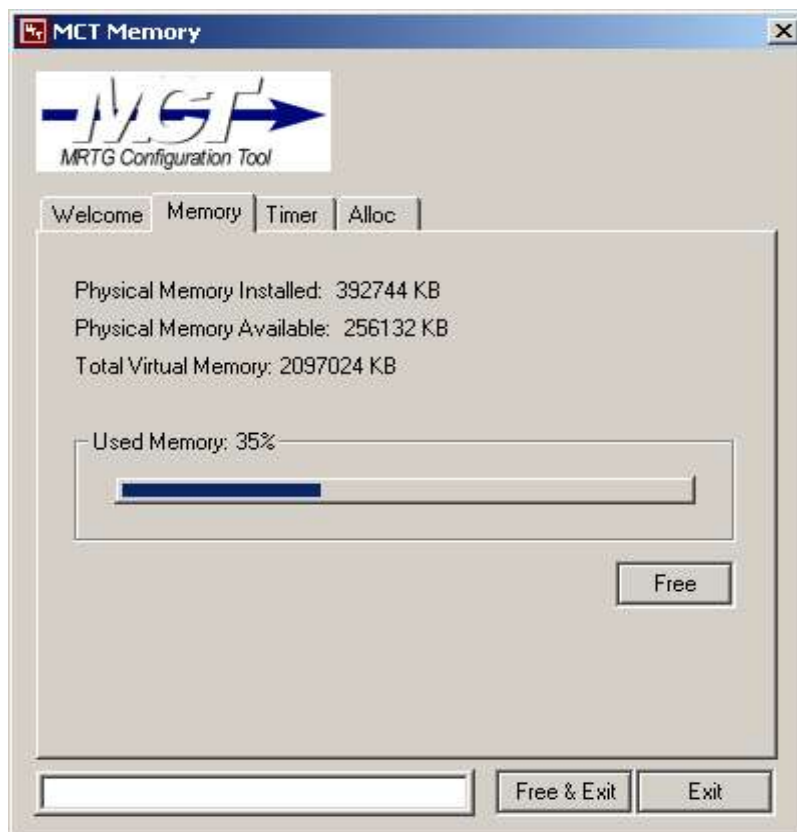 MCT Memory
MCT
MRTG Configuration Tool
Welcome Memory Timer Alloc
Physical Memory Installed: 392744 KB
Physical Memory Available: 256132 KB
Total Virtual Memory: 2097024 KB
Used Memory: 35%
Free
Free & Exit Exit